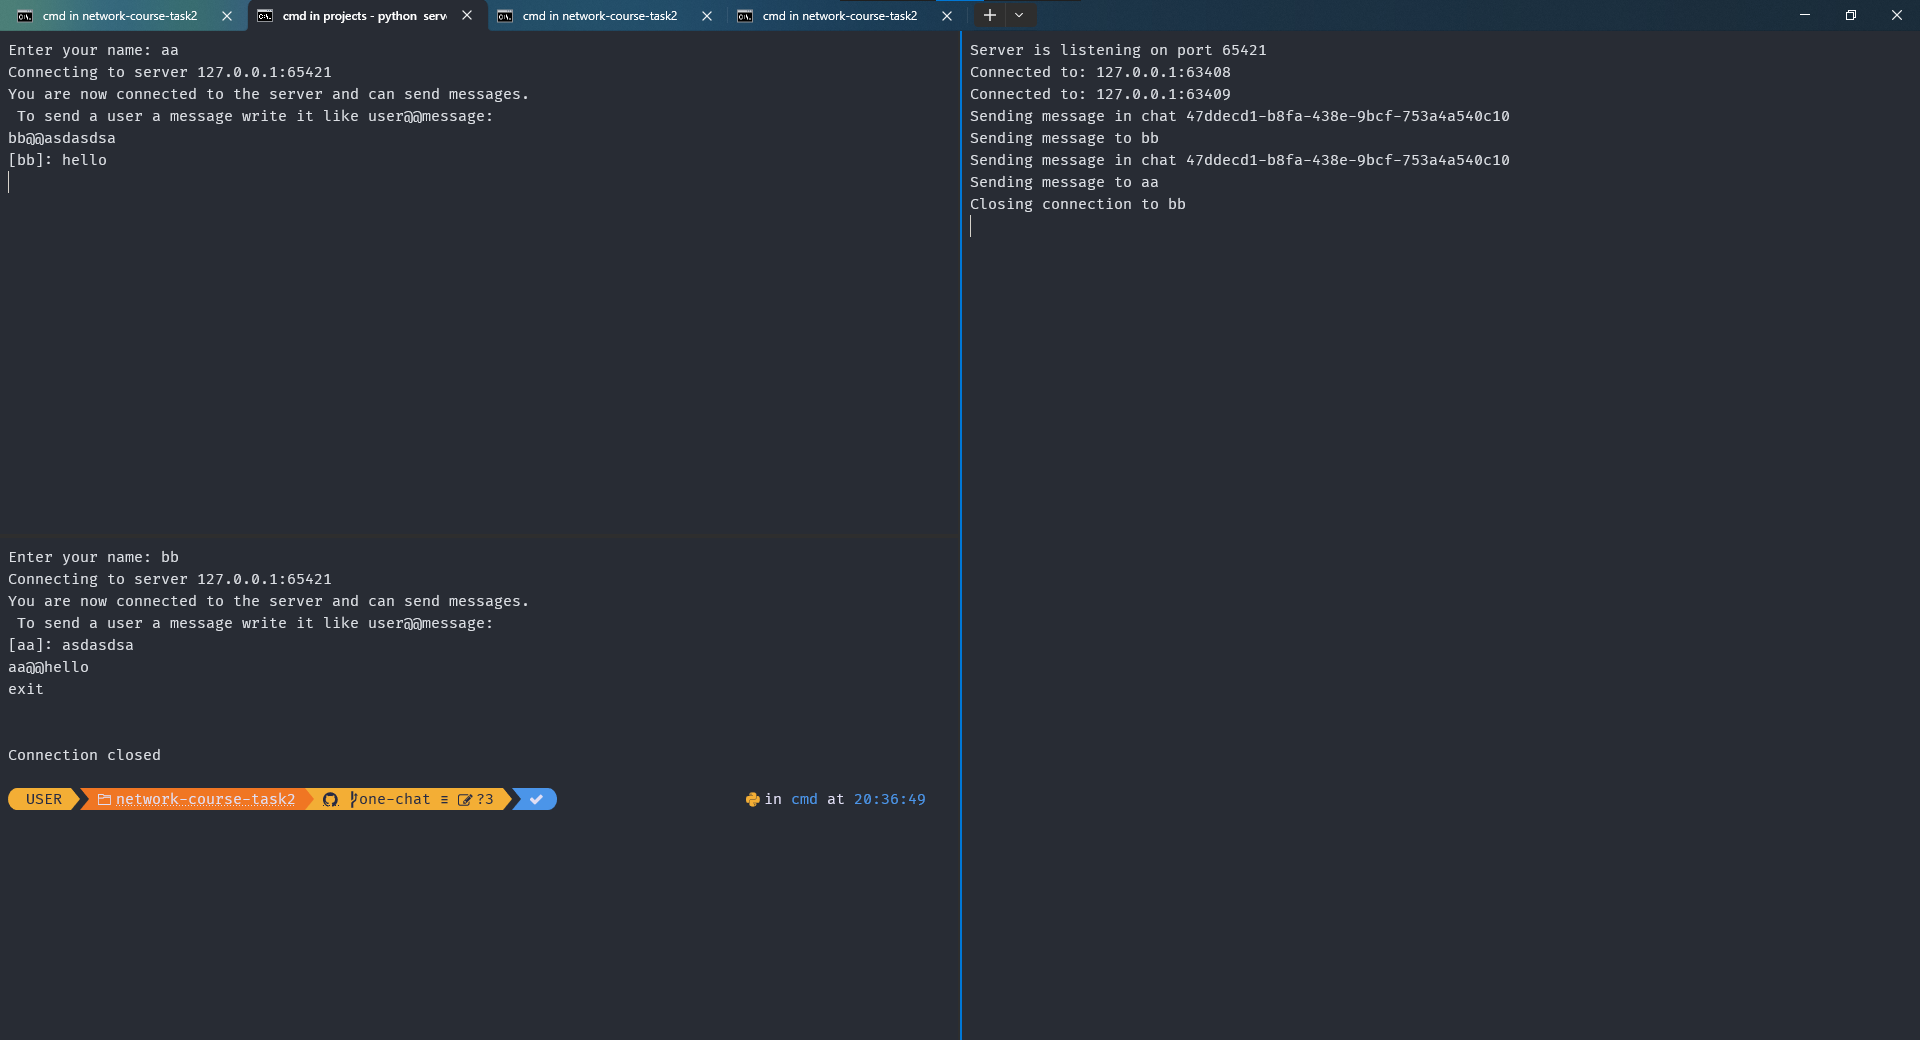 cmd in network-course-task2
cmd in projects - python serv
cmd in network-course-task2
cmd in network-course-task2
Enter your name: aa
Connecting to server 127.0.0.1:65421
You are now connected to the server and can send messages.
To send a user a message write it like user@@message:
bb@@asdasdsa
[bb]: hello
Enter your name: bb
Connecting to server 127.0.0.1:65421
You are now connected to the server and can send messages.
To send a user a message write it like user@@message:
[aa]: asdasdsa
aa@@hello
exit
Connection closed
USER network-course-task2 one-chat ≡ ?3 in cmd at 20:36:49
Server is listening on port 65421
Connected to: 127.0.0.1:63408
Connected to: 127.0.0.1:63409
Sending message in chat 47ddecd1-b8fa-438e-9bcf-753a4a540c10
Sending message to bb
Sending message in chat 47ddecd1-b8fa-438e-9bcf-753a4a540c10
Sending message to aa
Closing connection to bb